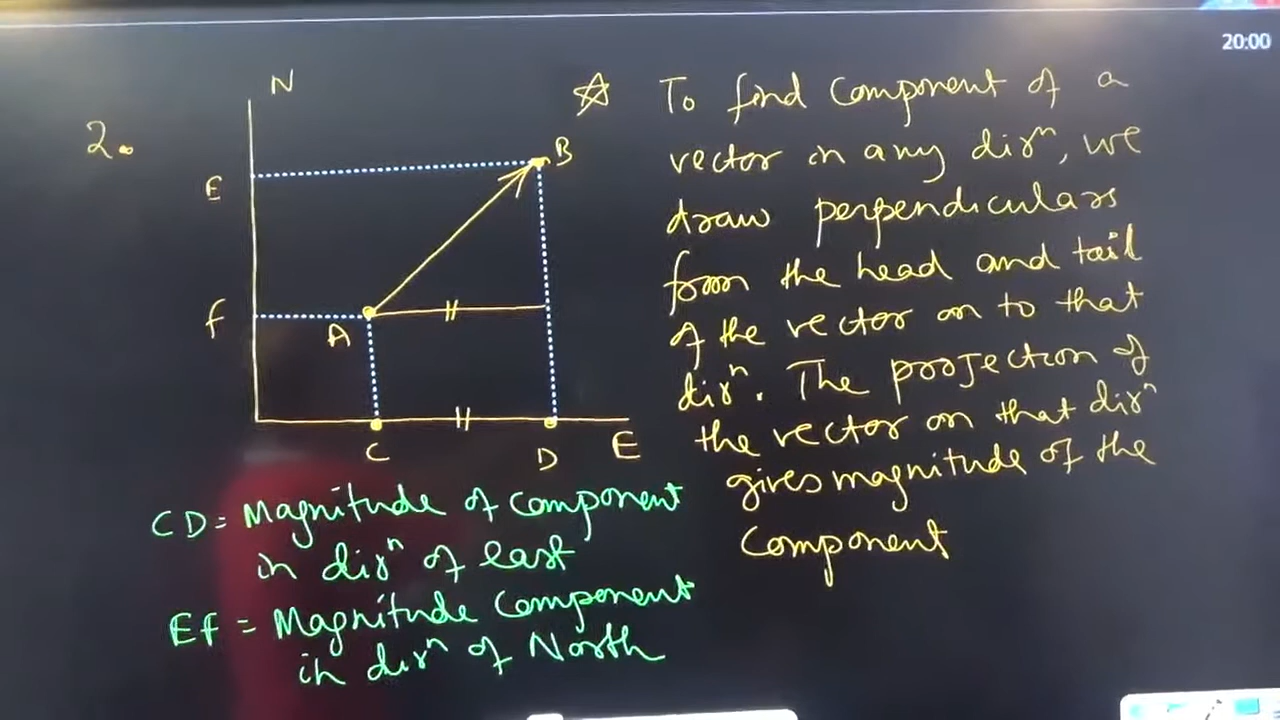 20:00
2.
N
E
B
f
A
C
D
E
☆ To find component of a
vector in any dirⁿ, we
draw perpendiculars
from the head and tail
of the vector on to that
dirⁿ. The projection of
the vector on that dirⁿ
gives magnitude of the
component
CD = Magnitude of component
in dirⁿ of east
Ef = Magnitude component
in dirⁿ of North